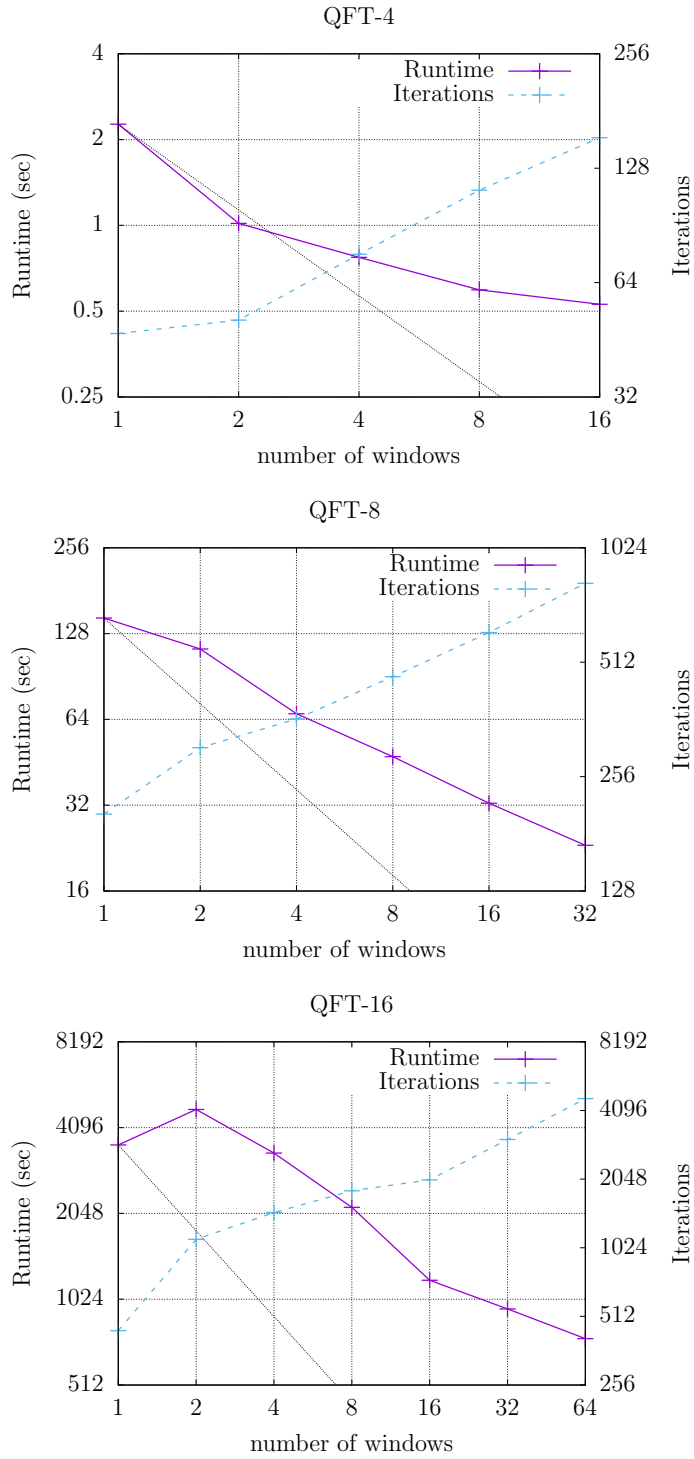 QFT-4
4
2
1
0.5
0.25
Runtime (sec)
Runtime
Iterations
256
128
64
32
Iterations
1 2 4 8 16
number of windows
QFT-8
256
128
64
32
16
Runtime (sec)
Runtime
Iterations
1024
512
256
128
Iterations
1 2 4 8 16 32
number of windows
QFT-16
8192
4096
2048
1024
512
Runtime (sec)
Runtime
Iterations
8192
4096
2048
1024
512
256
Iterations
1 2 4 8 16 32 64
number of windows